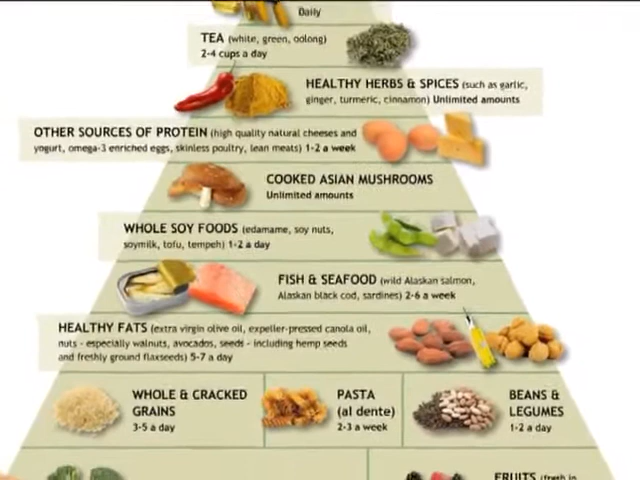 Daily
TEA (white, green, oolong)
2-4 cups a day
HEALTHY HERBS & SPICES (such as garlic,
ginger, turmeric, cinnamon) Unlimited amounts
OTHER SOURCES OF PROTEIN (high quality natural cheeses and
yogurt, omega-3 enriched eggs, skinless poultry, lean meats) 1-2 a week
COOKED ASIAN MUSHROOMS
Unlimited amounts
WHOLE SOY FOODS (edamame, soy nuts,
soymilk, tofu, tempeh) 1-2 a day
FISH & SEAFOOD (wild Alaskan salmon,
Alaskan black cod, sardines) 2-6 a week
HEALTHY FATS (extra virgin olive oil, expeller-pressed canola oil,
nuts - especially walnuts, avocados, seeds - including hemp seeds
and freshly ground flaxseeds) 5-7 a day
WHOLE & CRACKED
GRAINS
3-5 a day
PASTA
(al dente)
2-3 a week
BEANS &
LEGUMES
1-2 a day
FRUITS (fresh in